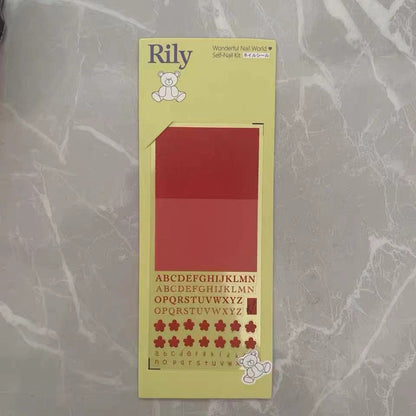 Rily
Wonderful Nail World ♥
Self-Nail Kit ネイルシール
ABCDEFGHIJKLMN
ABCDEFGHIJKLMN
OPQRSTUVWXYZ
OPQRSTUVWXYZ
a b c d e f g h i j k l m
n o p q r s t u v w x y z